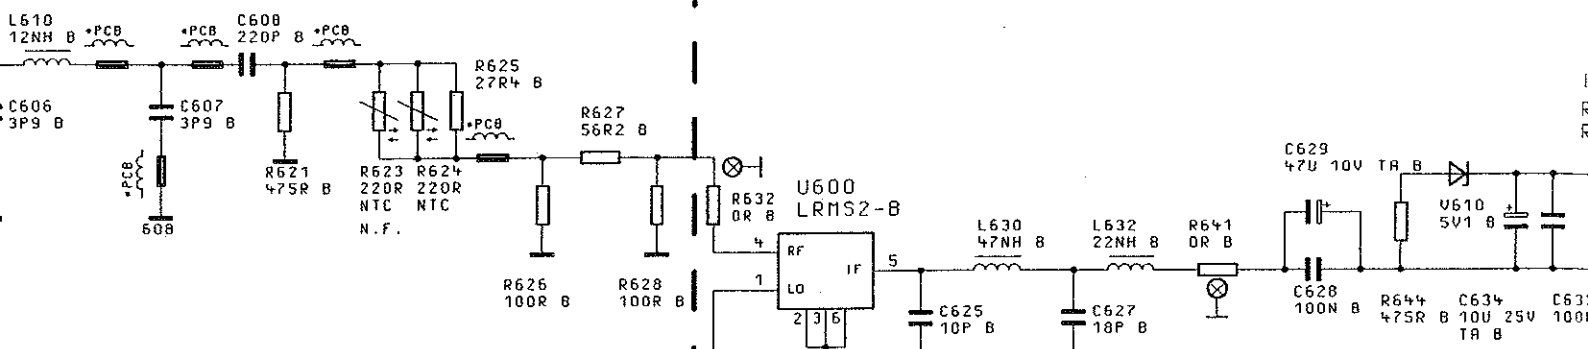 L610
12NH B
*PCB
*PCB
C608
220P B
*PCB
R625
27R4 B
C606
3P9 B
C607
3P9 B
*PCB
R627
56R2 B
*PCB
R621
475R B
R623
220R
NTC
N.F.
R624
220R
NTC
608
R626
100R B
R628
100R B
R632
0R B
U600
LRMS2-B
4
RF
1
LO
IF
5
2
3
6
L630
47NH B
L632
22NH B
R641
0R B
C625
10P B
C627
18P B
C629
47U 10V TA B
C628
100N B
V610
5V1 B
R644
475R B
C634
10U 25V
TA B